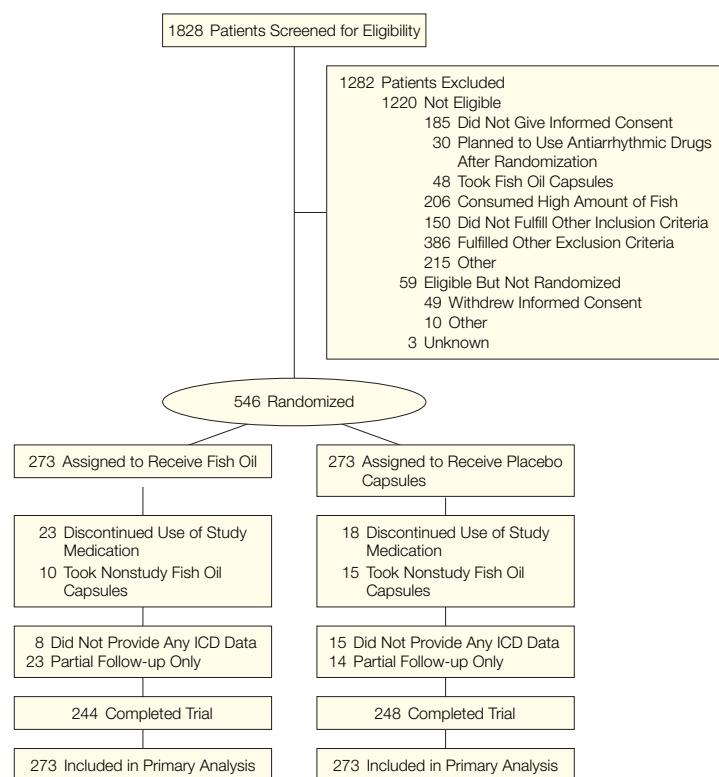 1828 Patients Screened for Eligibility
1282 Patients Excluded
1220 Not Eligible
185 Did Not Give Informed Consent
30 Planned to Use Antiarrhythmic Drugs
After Randomization
48 Took Fish Oil Capsules
206 Consumed High Amount of Fish
150 Did Not Fulfill Other Inclusion Criteria
386 Fulfilled Other Exclusion Criteria
215 Other
59 Eligible But Not Randomized
49 Withdrew Informed Consent
10 Other
3 Unknown
546 Randomized
273 Assigned to Receive Fish Oil
273 Assigned to Receive Placebo
Capsules
23 Discontinued Use of Study
Medication
10 Took Nonstudy Fish Oil
Capsules
18 Discontinued Use of Study
Medication
15 Took Nonstudy Fish Oil
Capsules
8 Did Not Provide Any ICD Data
23 Partial Follow-up Only
15 Did Not Provide Any ICD Data
14 Partial Follow-up Only
244 Completed Trial
248 Completed Trial
273 Included in Primary Analysis
273 Included in Primary Analysis